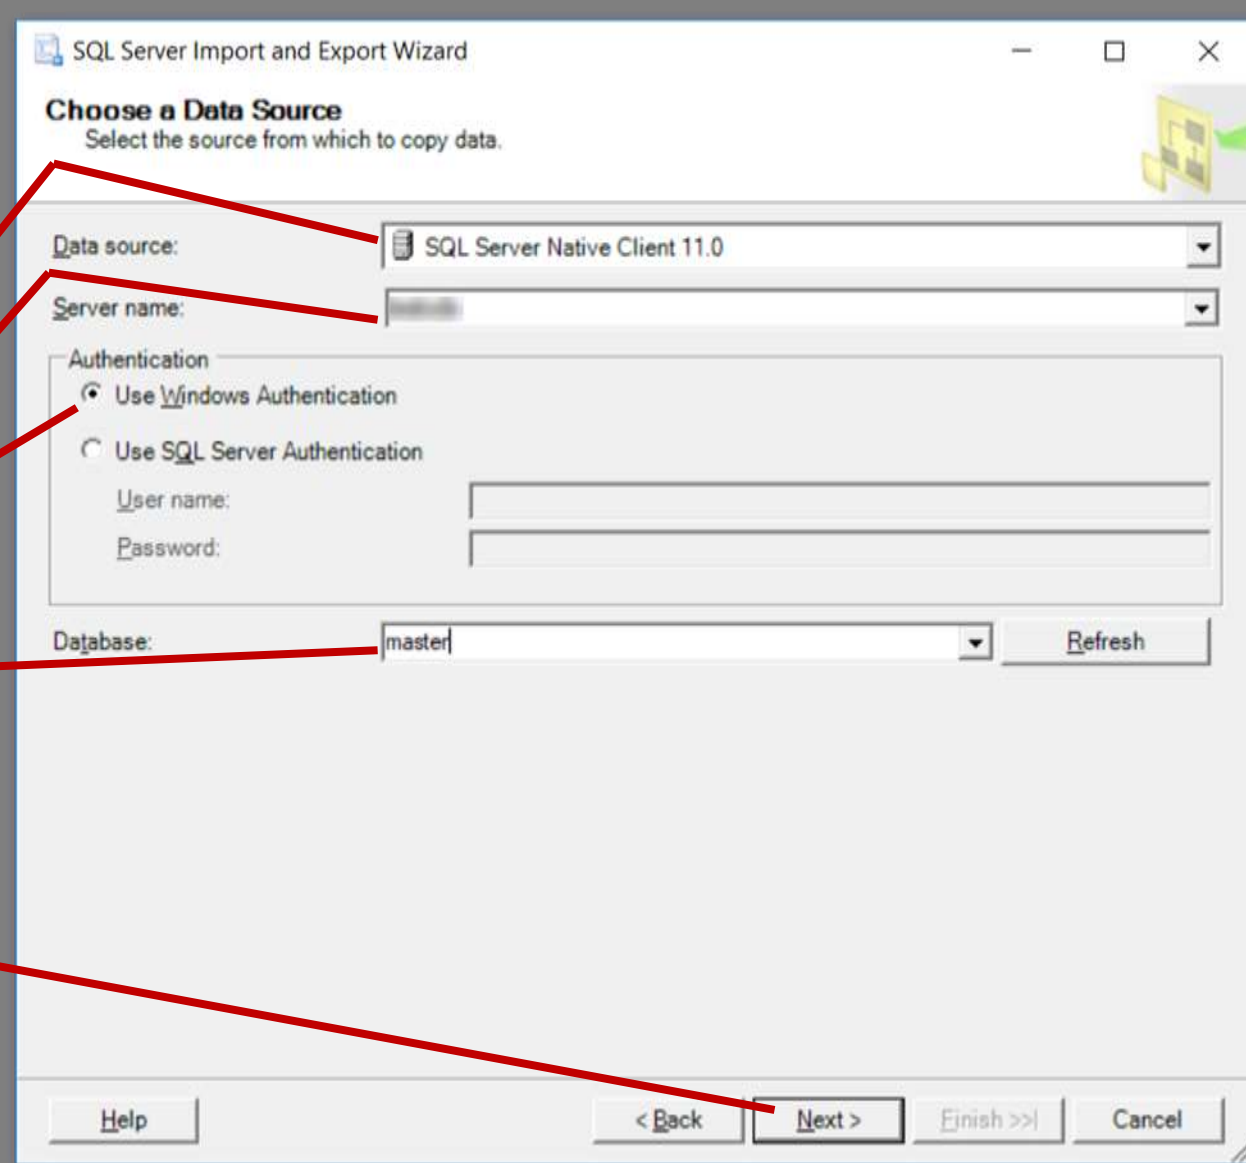 SQL Server Import and Export Wizard
Choose a Data Source
Select the source from which to copy data.
Data source: SQL Server Native Client 11.0
Server name:
Authentication
Use Windows Authentication
Use SQL Server Authentication
User name:
Password:
Database: master Refresh
Help < Back Next > Finish >>| Cancel